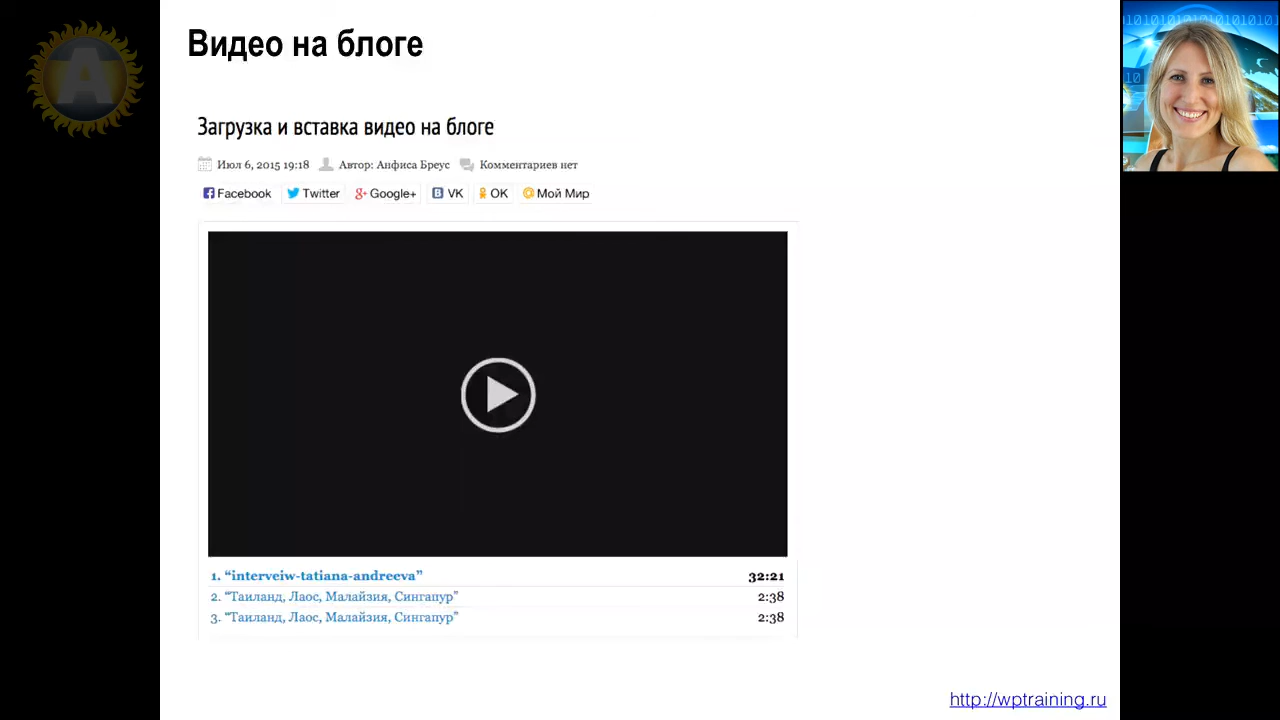 Видео на блоге
A
Загрузка и вставка видео на блоге
Июл 6, 2015 19:18 Автор: Анфиса Бреус Комментариев нет
Facebook Twitter Google+ VK OK Мой Мир
1. “interveiw-tatiana-andreeva” 32:21
2. “Таиланд, Лаос, Малайзия, Сингапур” 2:38
3. “Таиланд, Лаос, Малайзия, Сингапур” 2:38
http://wptraining.ru